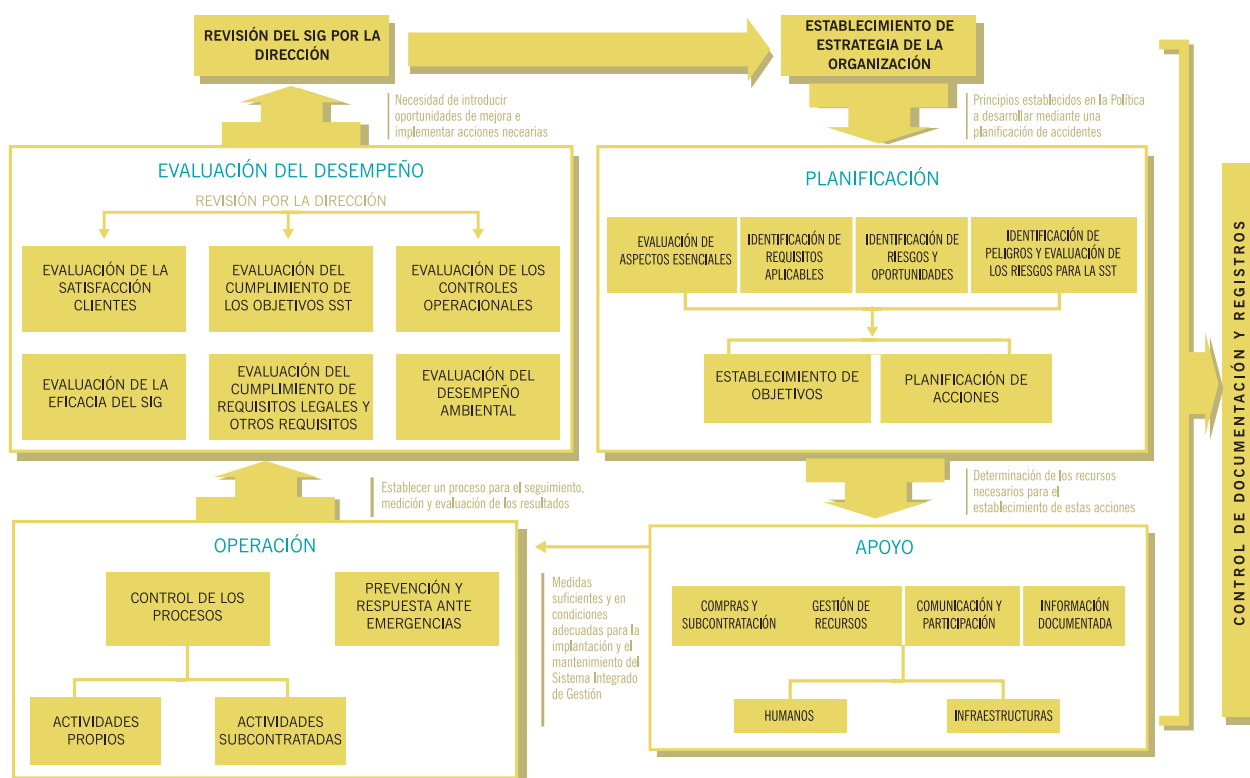 REVISIÓN DEL SIG POR LA
DIRECCIÓN
ESTABLECIMIENTO DE
ESTRATEGIA DE LA
ORGANIZACIÓN
Necesidad de introducir
oportunidades de mejora e
implementar acciones necearias
Principios establecidos en la Política
a desarrollar mediante una
planificación de accidentes
EVALUACIÓN DEL DESEMPEÑO
REVISIÓN POR LA DIRECCIÓN
EVALUACIÓN DE LA
SATISFACCIÓN
CLIENTES
EVALUACIÓN DEL
CUMPLIMIENTO DE
LOS OBJETIVOS SST
EVALUACIÓN DE LOS
CONTROLES
OPERACIONALES
EVALUACIÓN DE LA
EFICACIA DEL SIG
EVALUACIÓN DEL
CUMPLIMIENTO DE
REQUISITOS LEGALES Y
OTROS REQUISITOS
EVALUACIÓN DEL
DESEMPEÑO
AMBIENTAL
PLANIFICACIÓN
EVALUACIÓN DE
ASPECTOS ESENCIALES
IDENTIFICACIÓN DE
REQUISITOS
APLICABLES
IDENTIFICACIÓN DE
RIESGOS Y
OPORTUNIDADES
IDENTIFICACIÓN DE
PELIGROS Y EVALUACIÓN DE
LOS RIESGOS PARA LA SST
ESTABLECIMIENTO DE
OBJETIVOS
PLANIFICACIÓN DE
ACCIONES
Establecer un proceso para el seguimiento,
medición y evaluación de los resultados
Determinación de los recursos
necesarios para el
establecimiento de estas acciones
OPERACIÓN
CONTROL DE LOS
PROCESOS
PREVENCIÓN Y
RESPUESTA ANTE
EMERGENCIAS
ACTIVIDADES
PROPIOS
ACTIVIDADES
SUBCONTRATADAS
Medidas
suficientes y en
condiciones
adecuadas para la
implantación y el
mantenimiento del
Sistema Integrado
de Gestión
APOYO
COMPRAS Y
SUBCONTRATACIÓN
GESTIÓN DE
RECURSOS
COMUNICACIÓN Y
PARTICIPACIÓN
INFORMACIÓN
DOCUMENTADA
HUMANOS
INFRAESTRUCTURAS
CONTROL DE DOCUMENTACIÓN Y REGISTROS